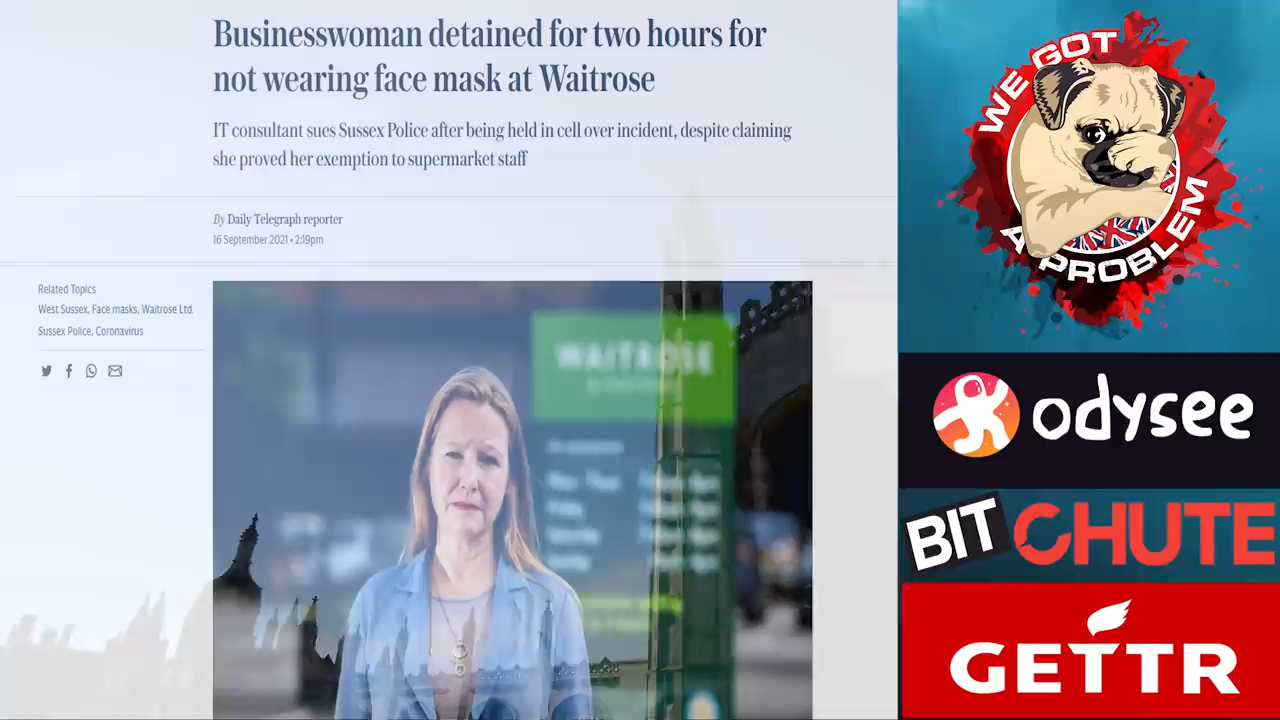 Businesswoman detained for two hours for
not wearing face mask at Waitrose
IT consultant sues Sussex Police after being held in cell over incident, despite claiming
she proved her exemption to supermarket staff
By Daily Telegraph reporter
16 September 2021 • 2:19pm
Related Topics
West Sussex, Face masks, Waitrose Ltd.
Sussex Police, Coronavirus
WAITROSE
WE GOT
A PROBLEM
odysee
BITCHUTE
GETTR